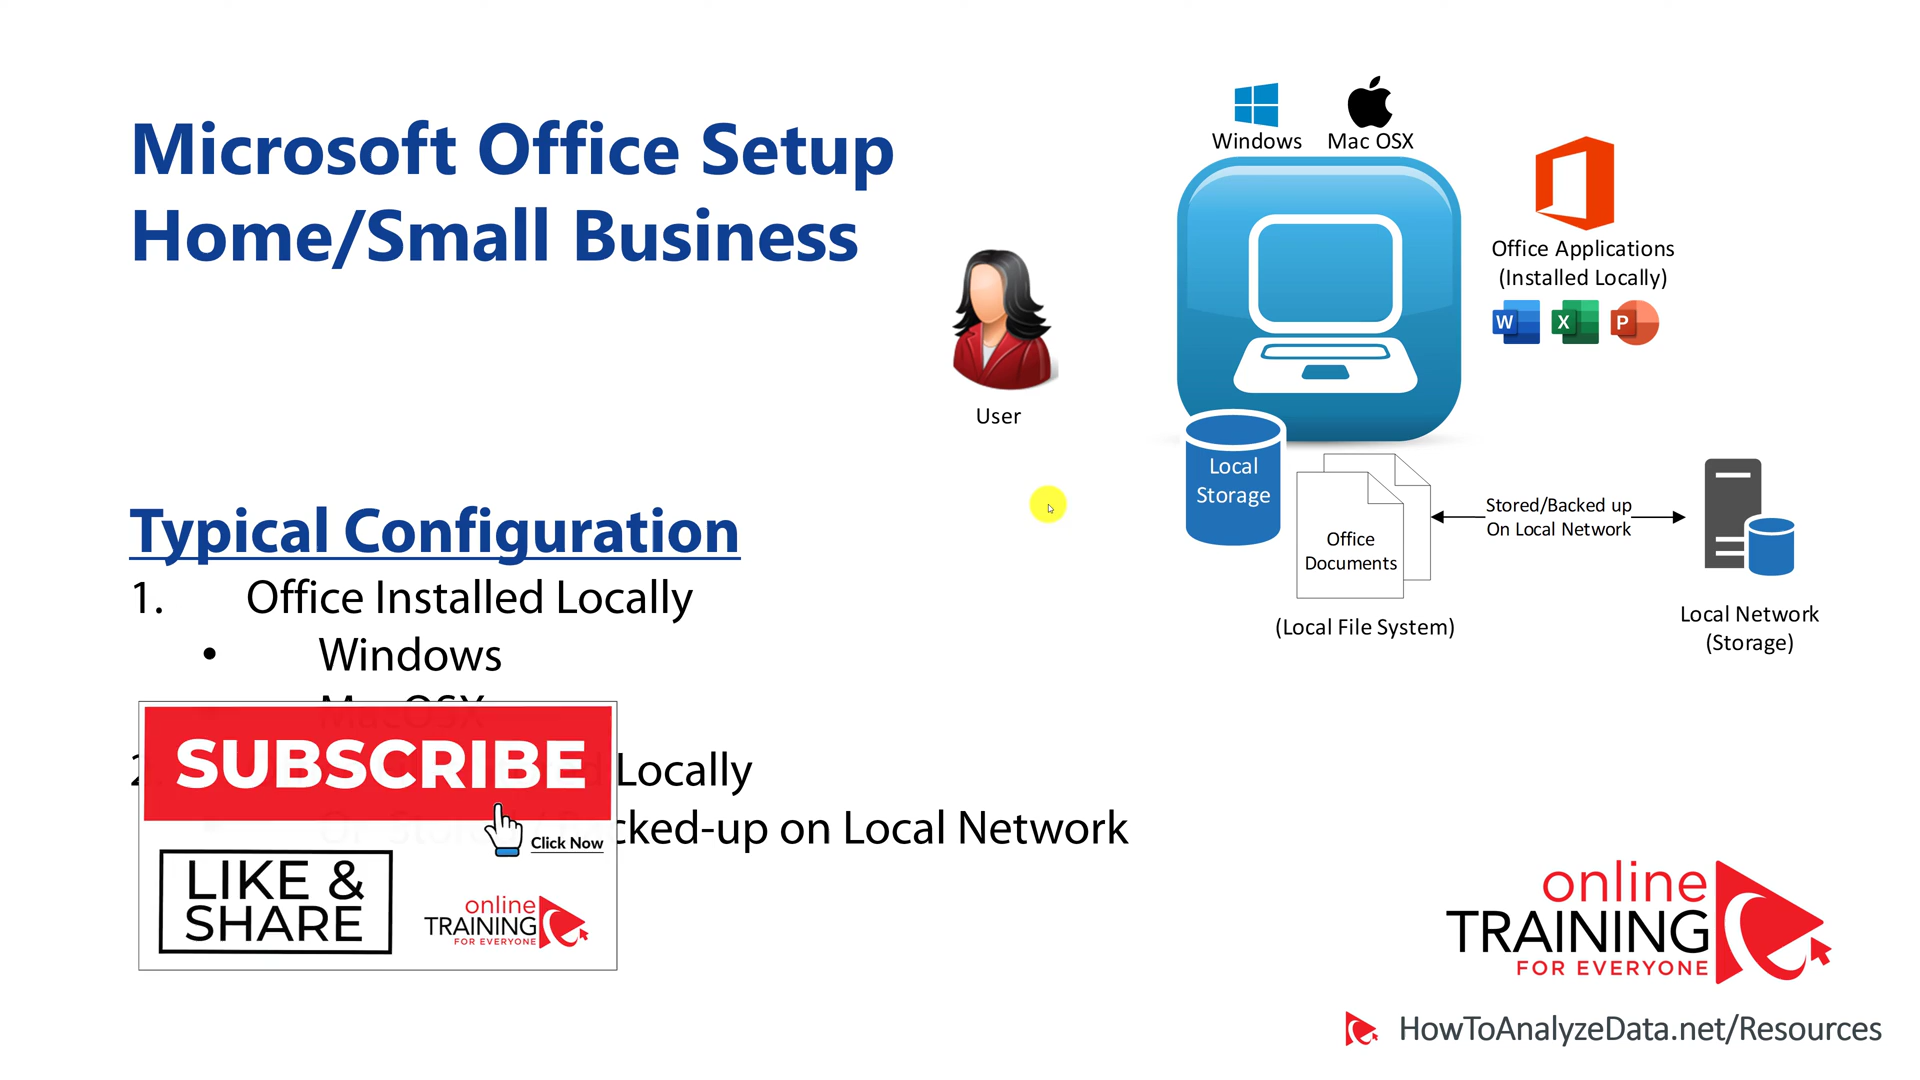 Microsoft Office Setup
Home/Small Business
Windows
Mac OSX
Office Applications
(Installed Locally)
W
X
P
User
Local
Storage
Office
Documents
Stored/Backed up
On Local Network
(Local File System)
Local Network
(Storage)
Typical Configuration
1. Office Installed Locally
• Windows
MacOSX
2. Locally
cked-up on Local Network
SUBSCRIBE
Click Now
LIKE &
SHARE
online
TRAINING
FOR EVERYONE
online
TRAINING
FOR EVERYONE
HowToAnalyzeData.net/Resources